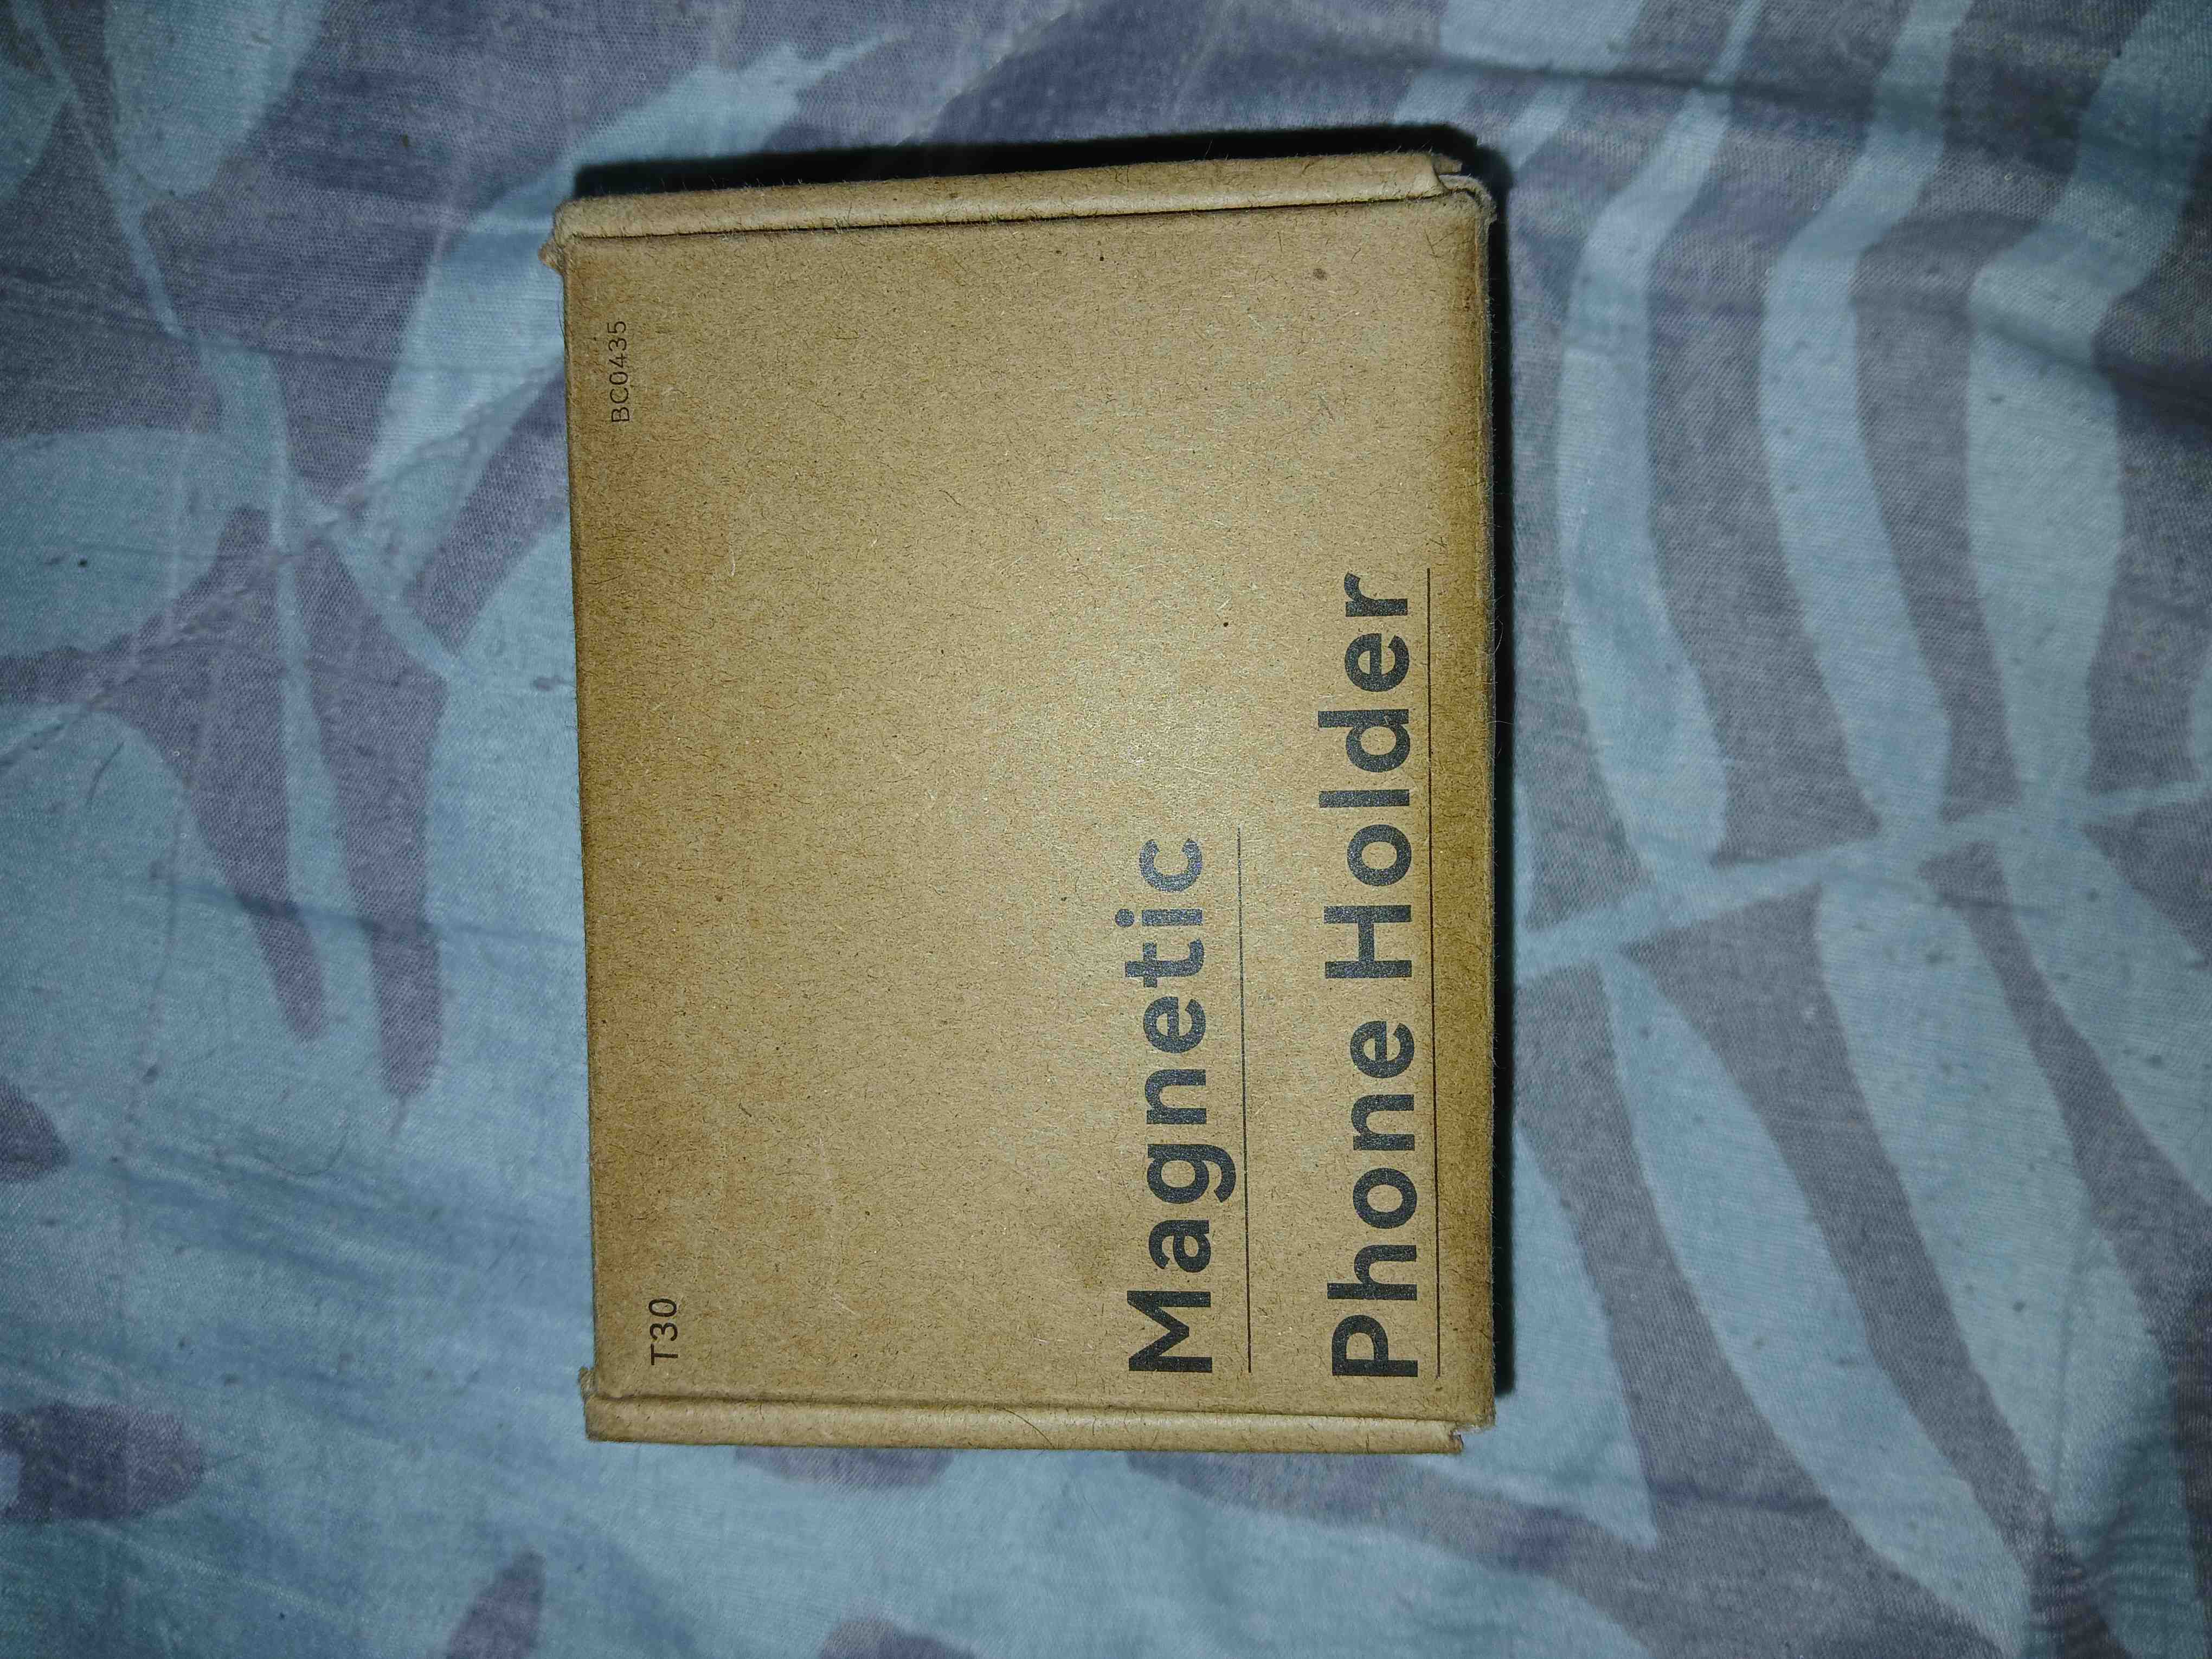 T30
BC0435
Magnetic
Phone Holder